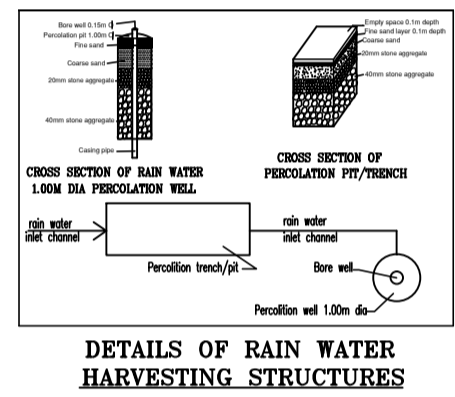 Bore well 0.15m
Percolation pit 1.00m
Fine sand
Coarse sand
20mm stone aggregate
40mm stone aggregate
Casing pipe
CROSS SECTION OF RAIN WATER
1.00M DIA PERCOLATION WELL
Empty space 0.1m depth
Fine sand layer 0.1m depth
Coarse sand
20mm stone aggregate
40mm stone aggregate
CROSS SECTION OF
PERCOLATION PIT/TRENCH
rain water
inlet channel
Percolition trench/pit
rain water
inlet channel
Bore well
Percolition well 1.00m dia
DETAILS OF RAIN WATER
HARVESTING STRUCTURES